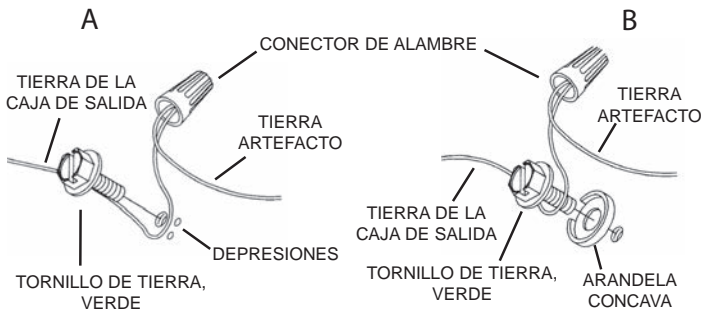 A
B
CONECTOR DE ALAMBRE
TIERRA DE LA
CAJA DE SALIDA
TIERRA
ARTEFACTO
DEPRESIONES
TORNILLO DE TIERRA,
VERDE
TIERRA
ARTEFACTO
TIERRA DE LA
CAJA DE SALIDA
TORNILLO DE TIERRA,
VERDE
ARANDELA
CONCAVA